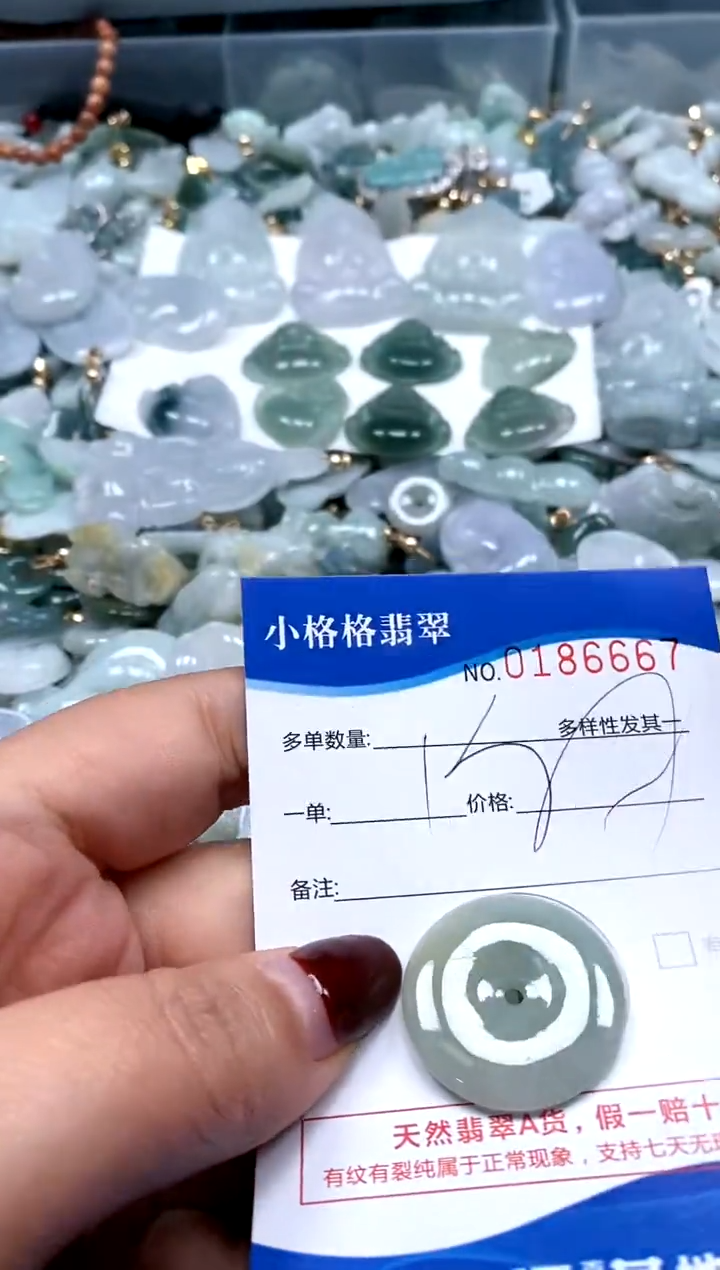 小格格翡翠
NO.0186667
多单数量:
多样性发其一
一单:
价格:
150
备注:
天然翡翠A货，假一赔十
有纹有裂纯属于正常现象，支持七天无